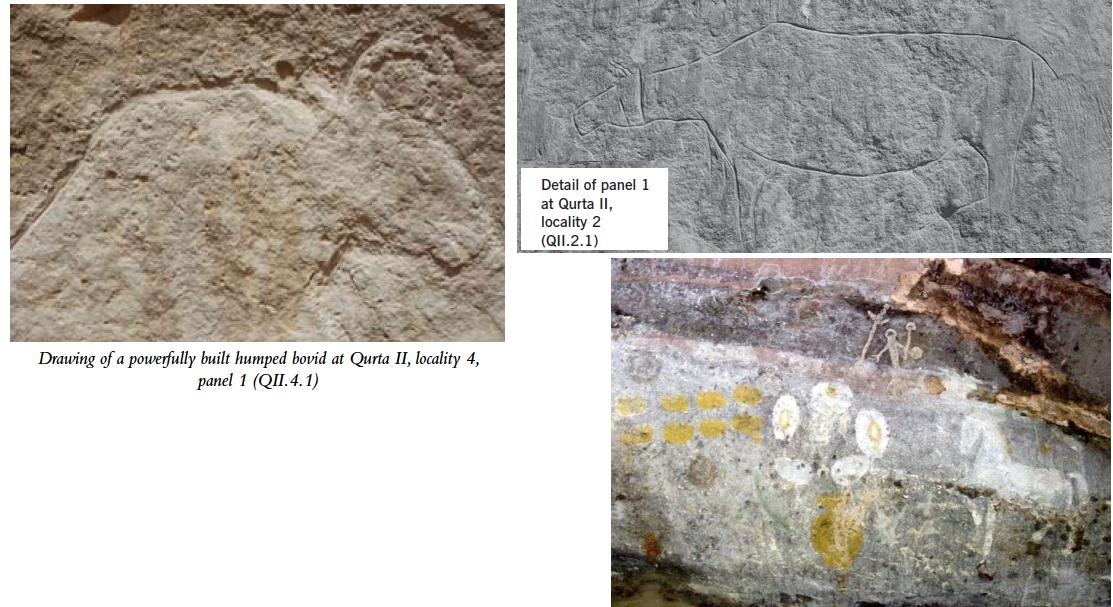 Drawing of a powerfully built humped bovid at Qurta II, locality 4,
panel 1 (QII.4.1)
Detail of panel 1
at Qurta II,
locality 2
(QII.2.1)